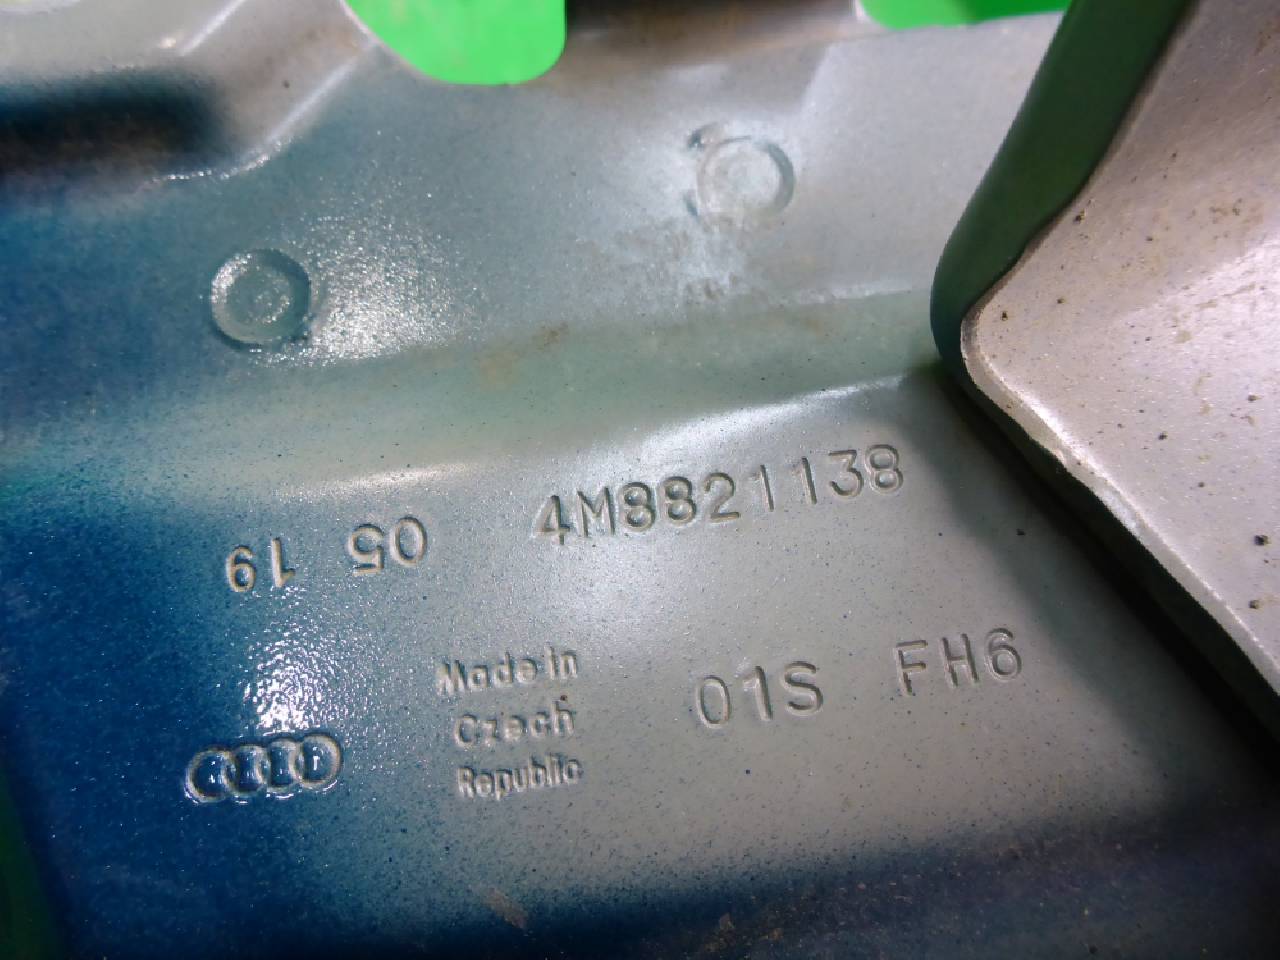 4M8821138
05 19
Made in
Czech
Republic
01S FH6